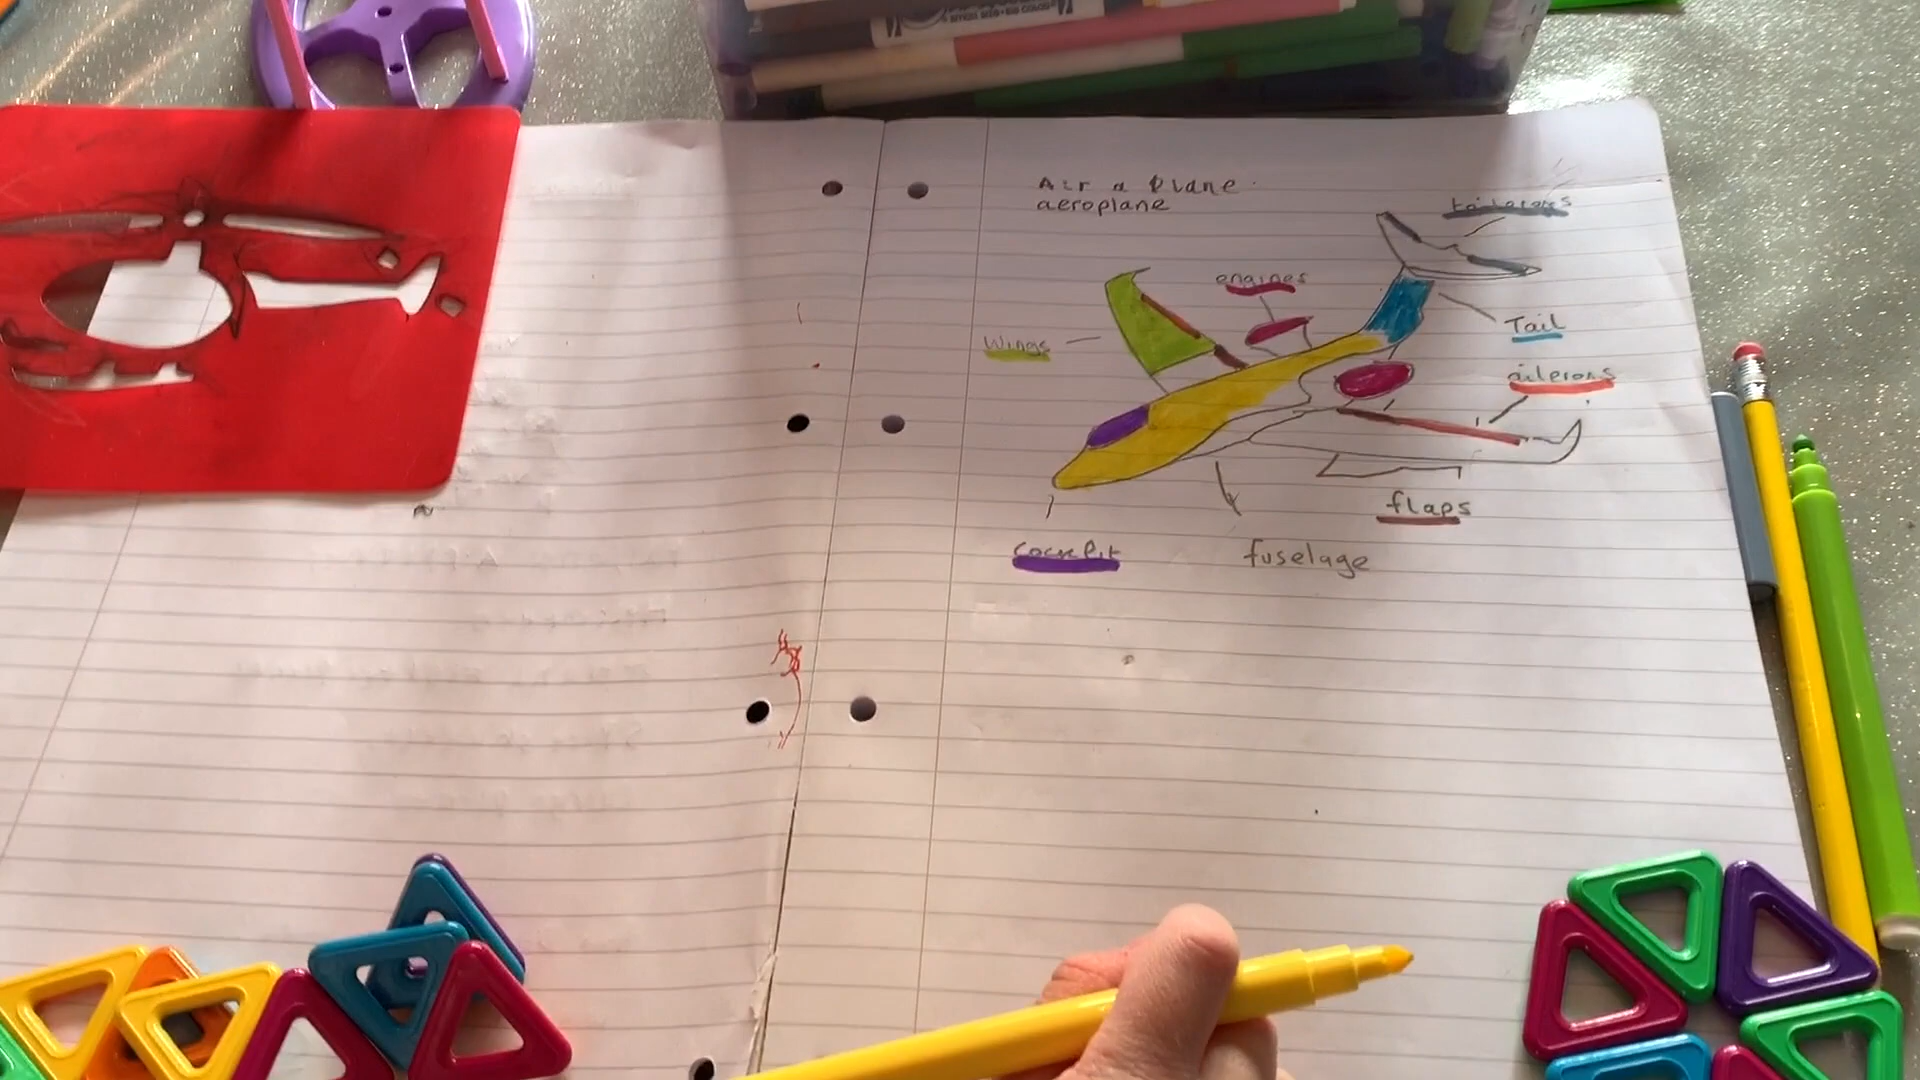 Air a Plane
aeroplane
engines
Wings
Tail
ailerons
flaps
Cockpit
fuselage